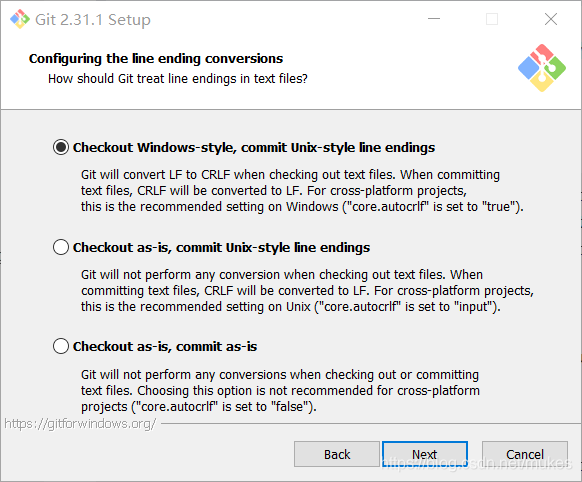 Git 2.31.1 Setup
Configuring the line ending conversions
How should Git treat line endings in text files?
Checkout Windows-style, commit Unix-style line endings
Git will convert LF to CRLF when checking out text files. When committing
text files, CRLF will be converted to LF. For cross-platform projects,
this is the recommended setting on Windows ("core.autocrlf" is set to "true").
Checkout as-is, commit Unix-style line endings
Git will not perform any conversion when checking out text files. When
committing text files, CRLF will be converted to LF. For cross-platform projects,
this is the recommended setting on Unix ("core.autocrlf" is set to "input").
Checkout as-is, commit as-is
Git will not perform any conversions when checking out or committing
text files. Choosing this option is not recommended for cross-platform
projects ("core.autocrlf" is set to "false").
https://gitforwindows.org/
Back
Next
Cancel
https://blog.csdn.net/mukes